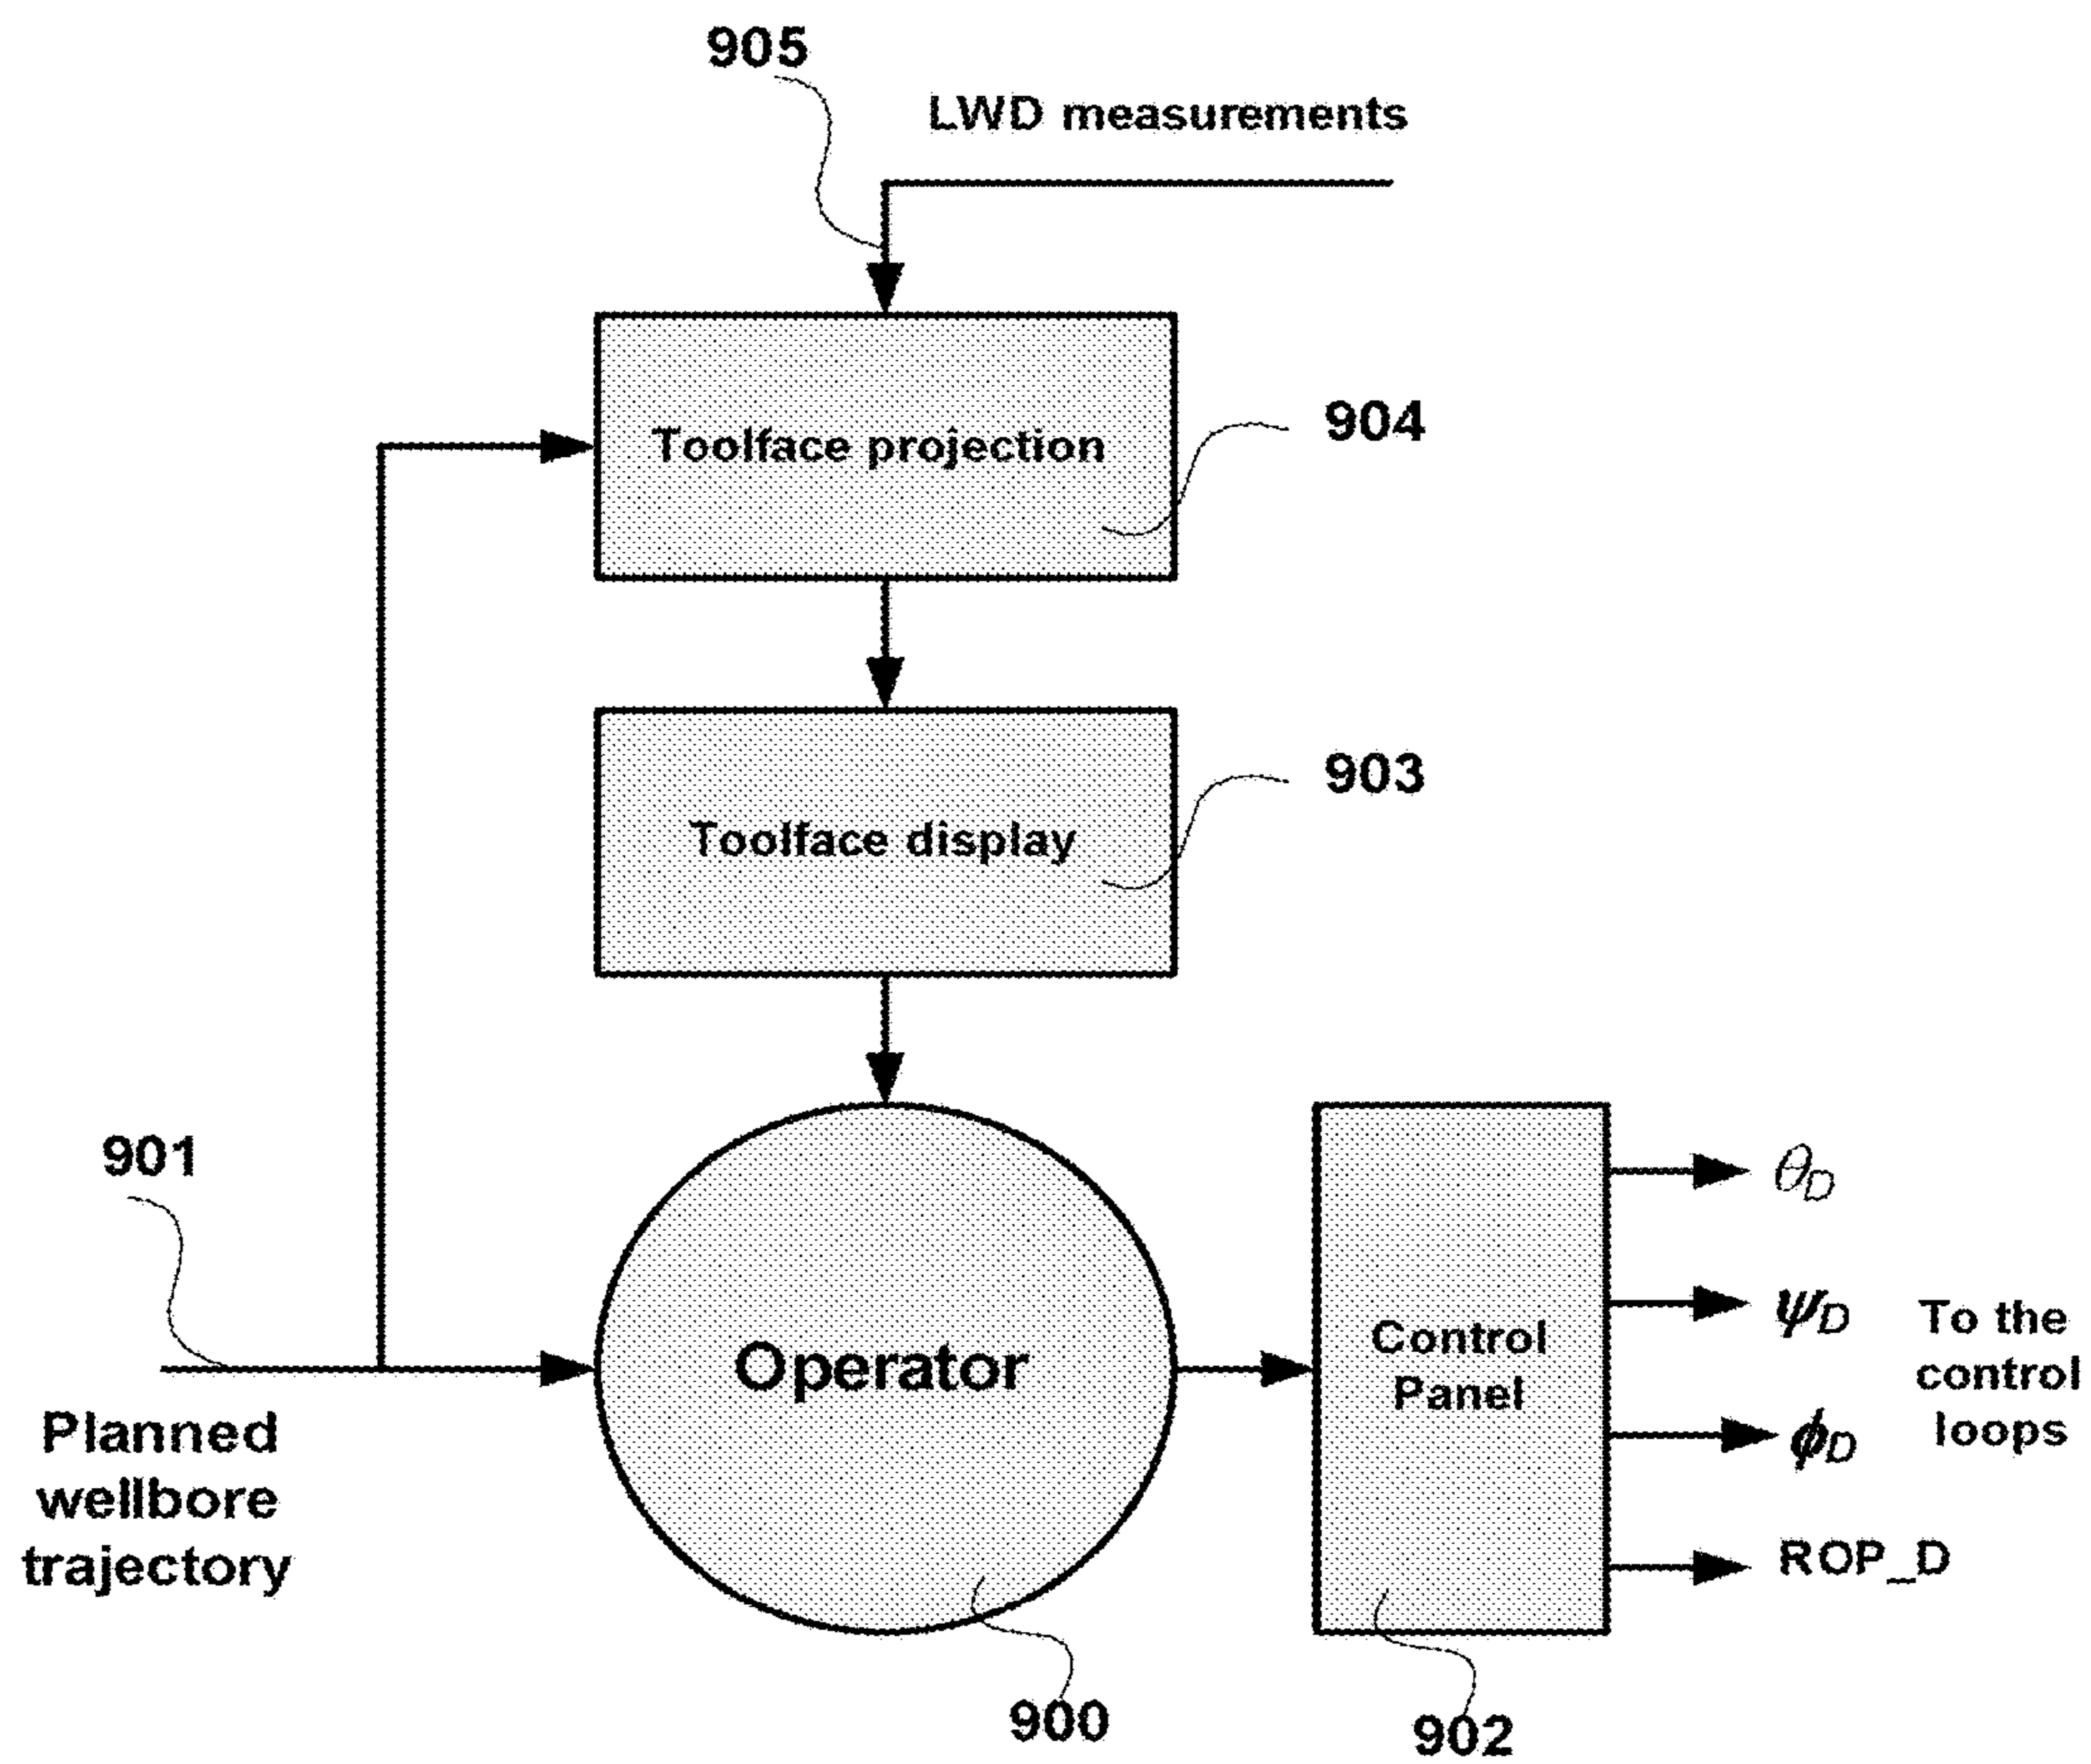 905
LWD measurements
Toolface projection
904
Toolface display
903
901
Planned
wellbore
trajectory
Operator
900
Control
Panel
902
θD
ψD
ϕD
ROP_D
To the
control
loops